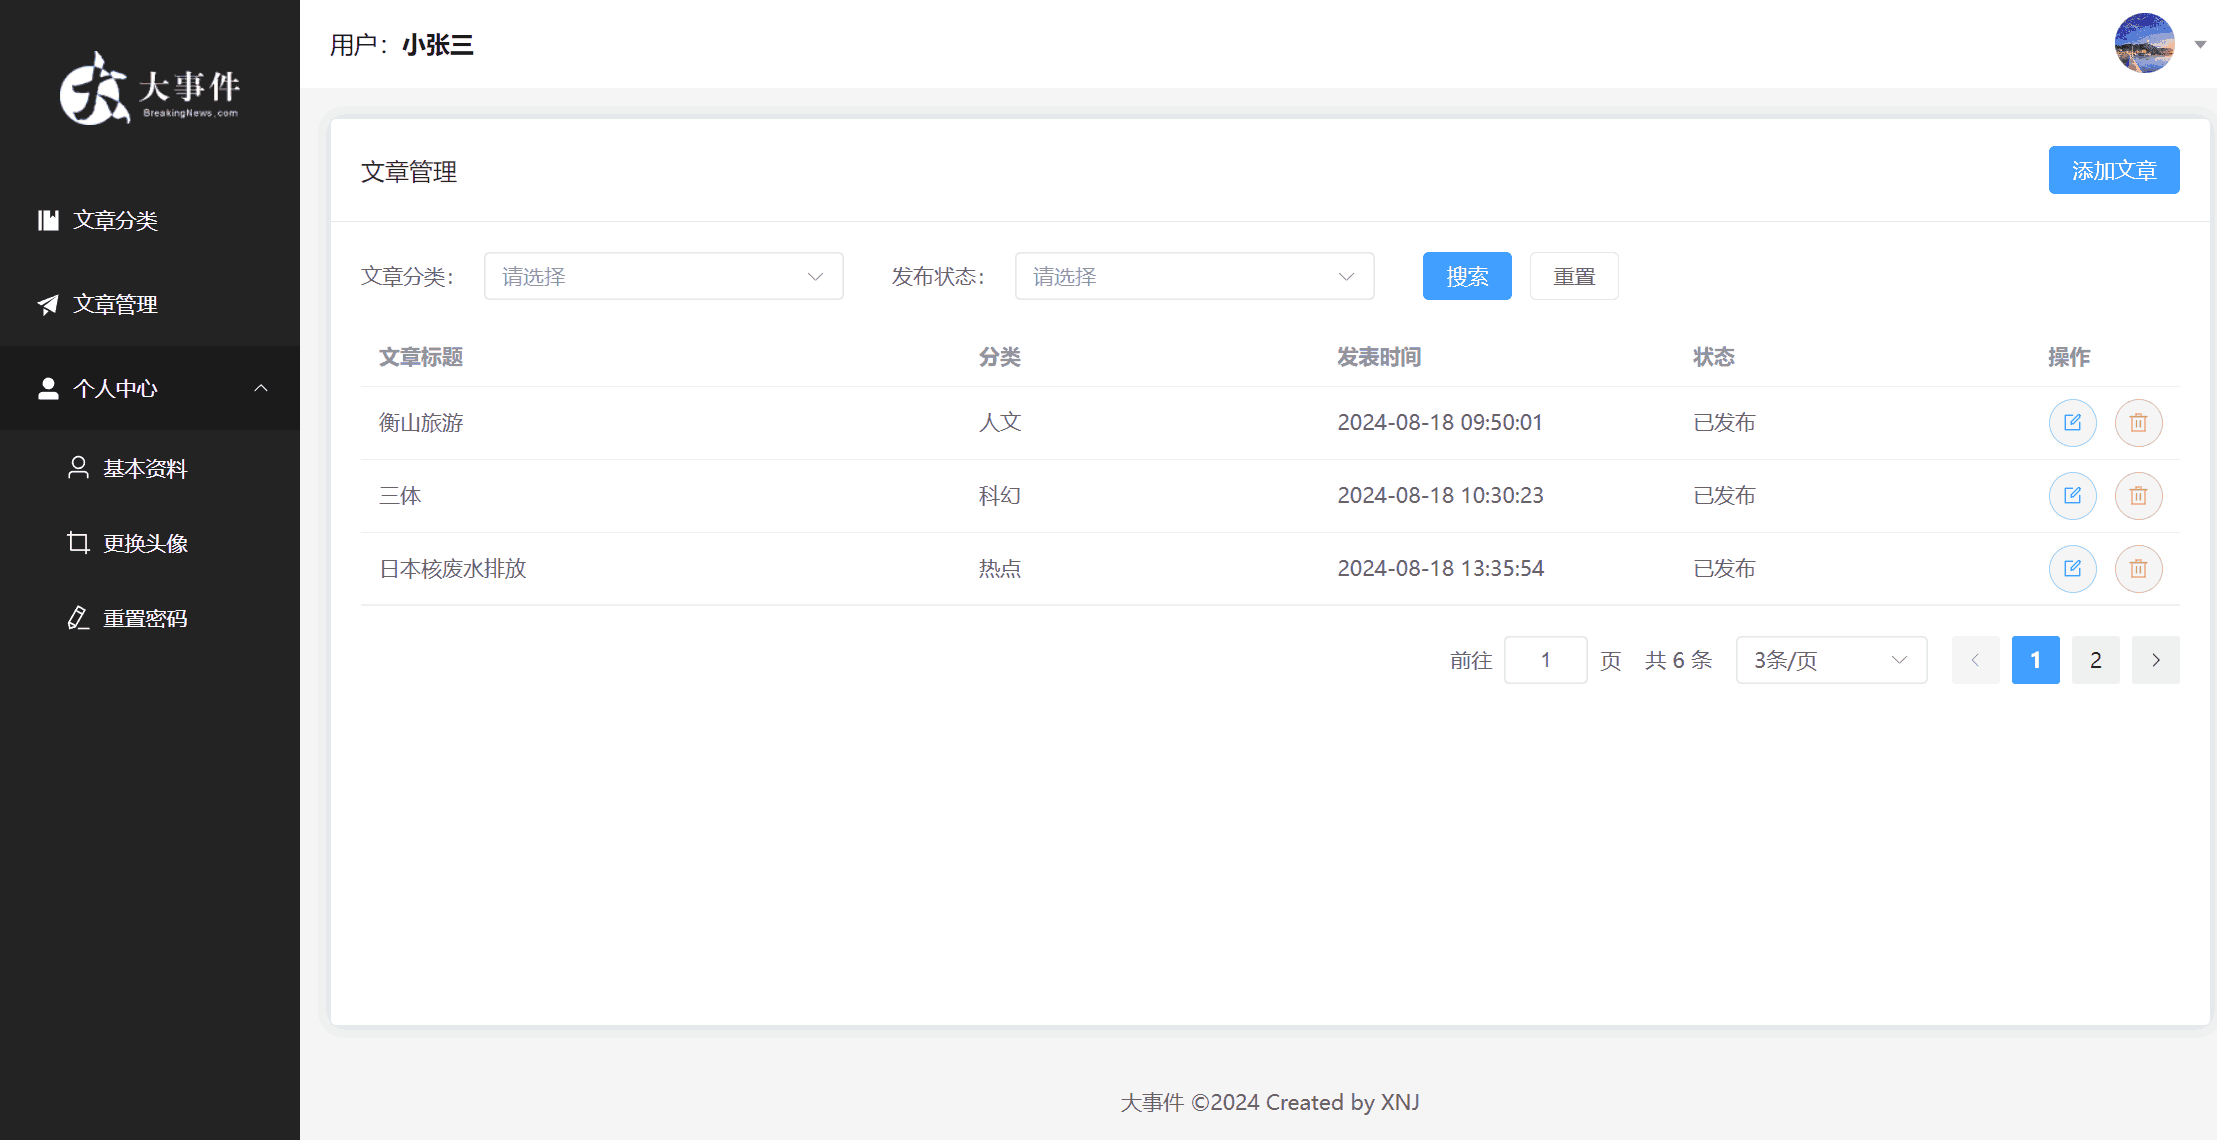 大事件
BreakingNews.com
文章分类
文章管理
个人中心
基本资料
更换头像
重置密码
用户：小张三
文章管理
添加文章
文章分类： 请选择 发布状态： 请选择 搜索 重置
文章标题 分类 发表时间 状态 操作
衡山旅游 人文 2024-08-18 09:50:01 已发布
三体 科幻 2024-08-18 10:30:23 已发布
日本核废水排放 热点 2024-08-18 13:35:54 已发布
前往 1 页 共 6 条 3条/页 1 2
大事件 ©2024 Created by XNJ